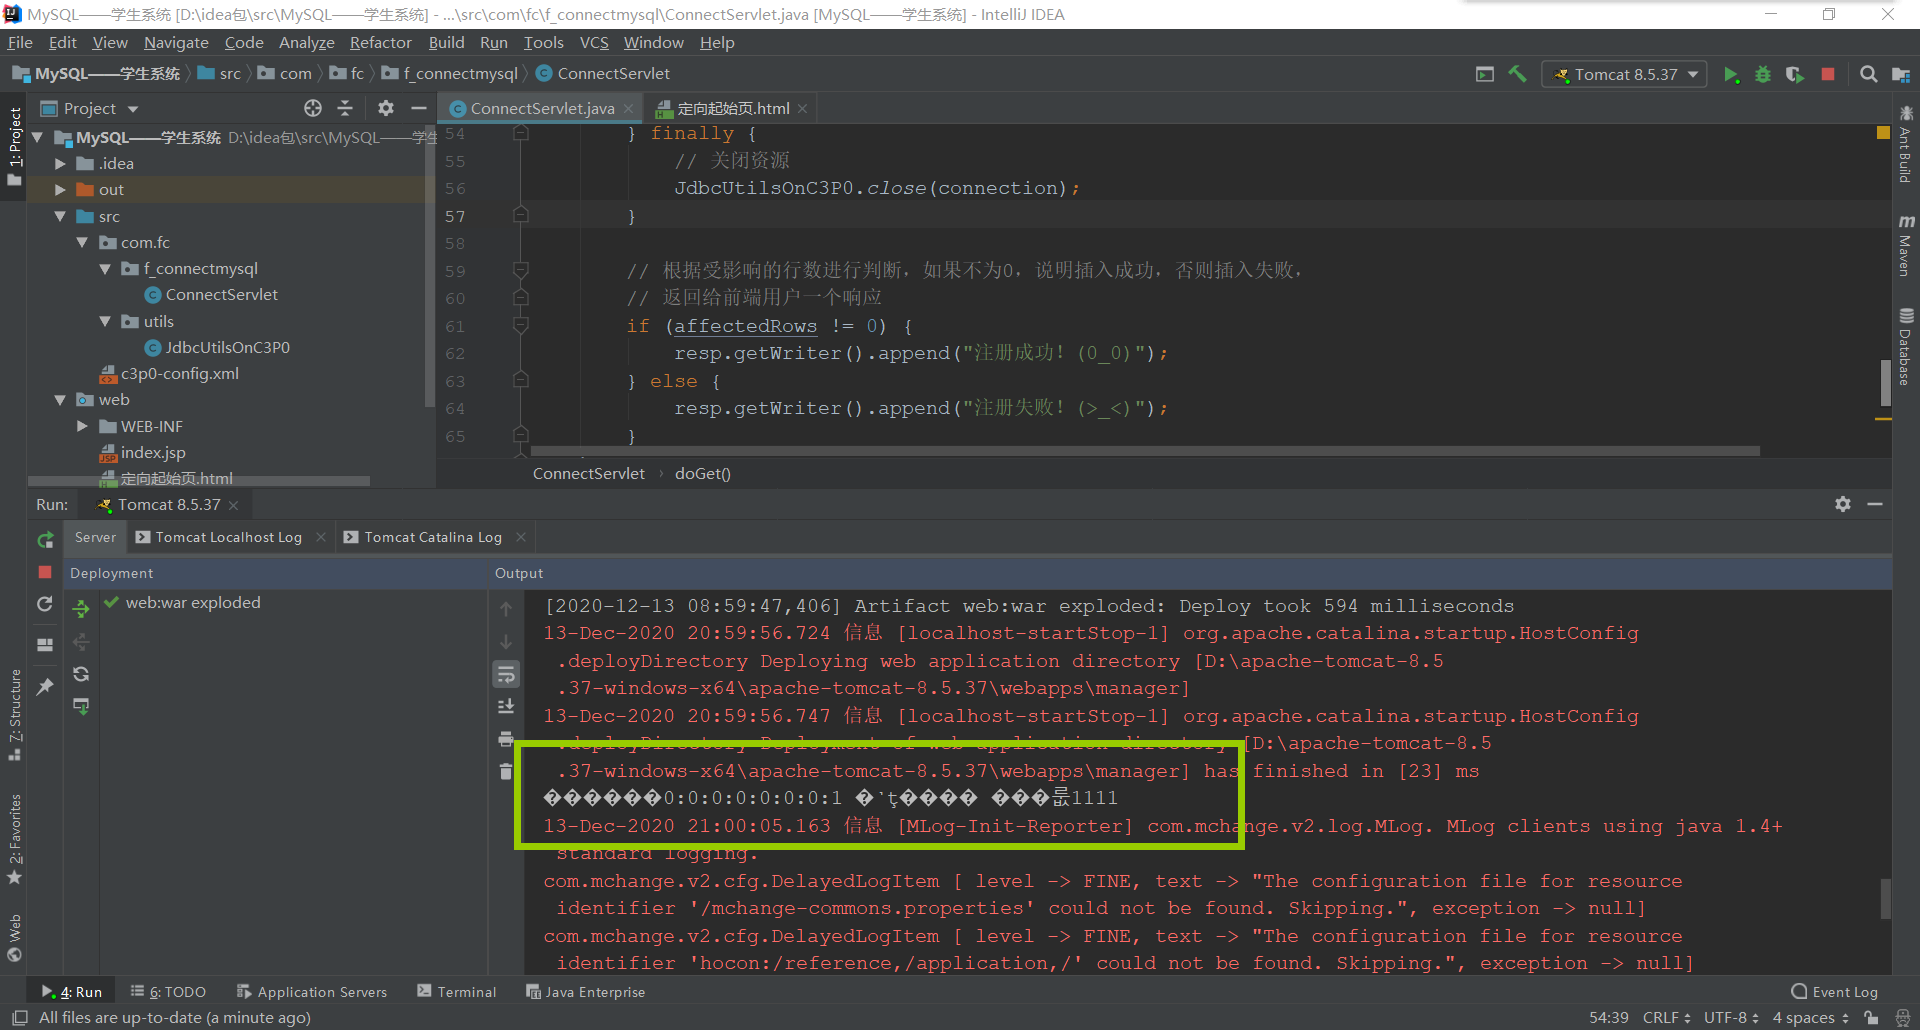 MySQL——学生系统 [D:\idea包\src\MySQL——学生系统] - ...\src\com\fc\f_connectmysql\ConnectServlet.java [MySQL——学生系统] - IntelliJ IDEA
File Edit View Navigate Code Analyze Refactor Build Run Tools VCS Window Help
MySQL——学生系统 src com fc f_connectmysql ConnectServlet Tomcat 8.5.37
Project ConnectServlet.java 定向起始页.html
1: Project
MySQL——学生系统 D:\idea包\src\MySQL——学生
.idea
out
src
com.fc
f_connectmysql
ConnectServlet
utils
JdbcUtilsOnC3P0
c3p0-config.xml
web
WEB-INF
index.jsp
定向起始页.html
54 } finally {
55 // 关闭资源
56 JdbcUtilsOnC3P0.close(connection);
57 }
58
59 // 根据受影响的行数进行判断，如果不为0，说明插入成功，否则插入失败，
60 // 返回给前端用户一个响应
61 if (affectedRows != 0) {
62 resp.getWriter().append("注册成功！(0_0)");
63 } else {
64 resp.getWriter().append("注册失败！(>_<)");
65 }
ConnectServlet › doGet()
Ant Build
Maven
Database
Run: Tomcat 8.5.37
Server Tomcat Localhost Log Tomcat Catalina Log
Deployment Output
web:war exploded
[2020-12-13 08:59:47,406] Artifact web:war exploded: Deploy took 594 milliseconds
13-Dec-2020 20:59:56.724 信息 [localhost-startStop-1] org.apache.catalina.startup.HostConfig
.deployDirectory Deploying web application directory [D:\apache-tomcat-8.5
.37-windows-x64\apache-tomcat-8.5.37\webapps\manager]
13-Dec-2020 20:59:56.747 信息 [localhost-startStop-1] org.apache.catalina.startup.HostConfig
.deployDirectory Deployment of web application directory [D:\apache-tomcat-8.5
.37-windows-x64\apache-tomcat-8.5.37\webapps\manager] has finished in [23] ms
������0:0:0:0:0:0:0:1 �ˋţ���� ���룺1111
13-Dec-2020 21:00:05.163 信息 [MLog-Init-Reporter] com.mchange.v2.log.MLog. MLog clients using java 1.4+
standard logging.
com.mchange.v2.cfg.DelayedLogItem [ level -> FINE, text -> "The configuration file for resource
identifier '/mchange-commons.properties' could not be found. Skipping.", exception -> null]
com.mchange.v2.cfg.DelayedLogItem [ level -> FINE, text -> "The configuration file for resource
identifier 'hocon:/reference,/application,/' could not be found. Skipping.", exception -> null]
7: Structure
2: Favorites
Web
4: Run 6: TODO Application Servers Terminal Java Enterprise Event Log
All files are up-to-date (a minute ago) 54:39 CRLF UTF-8 4 spaces